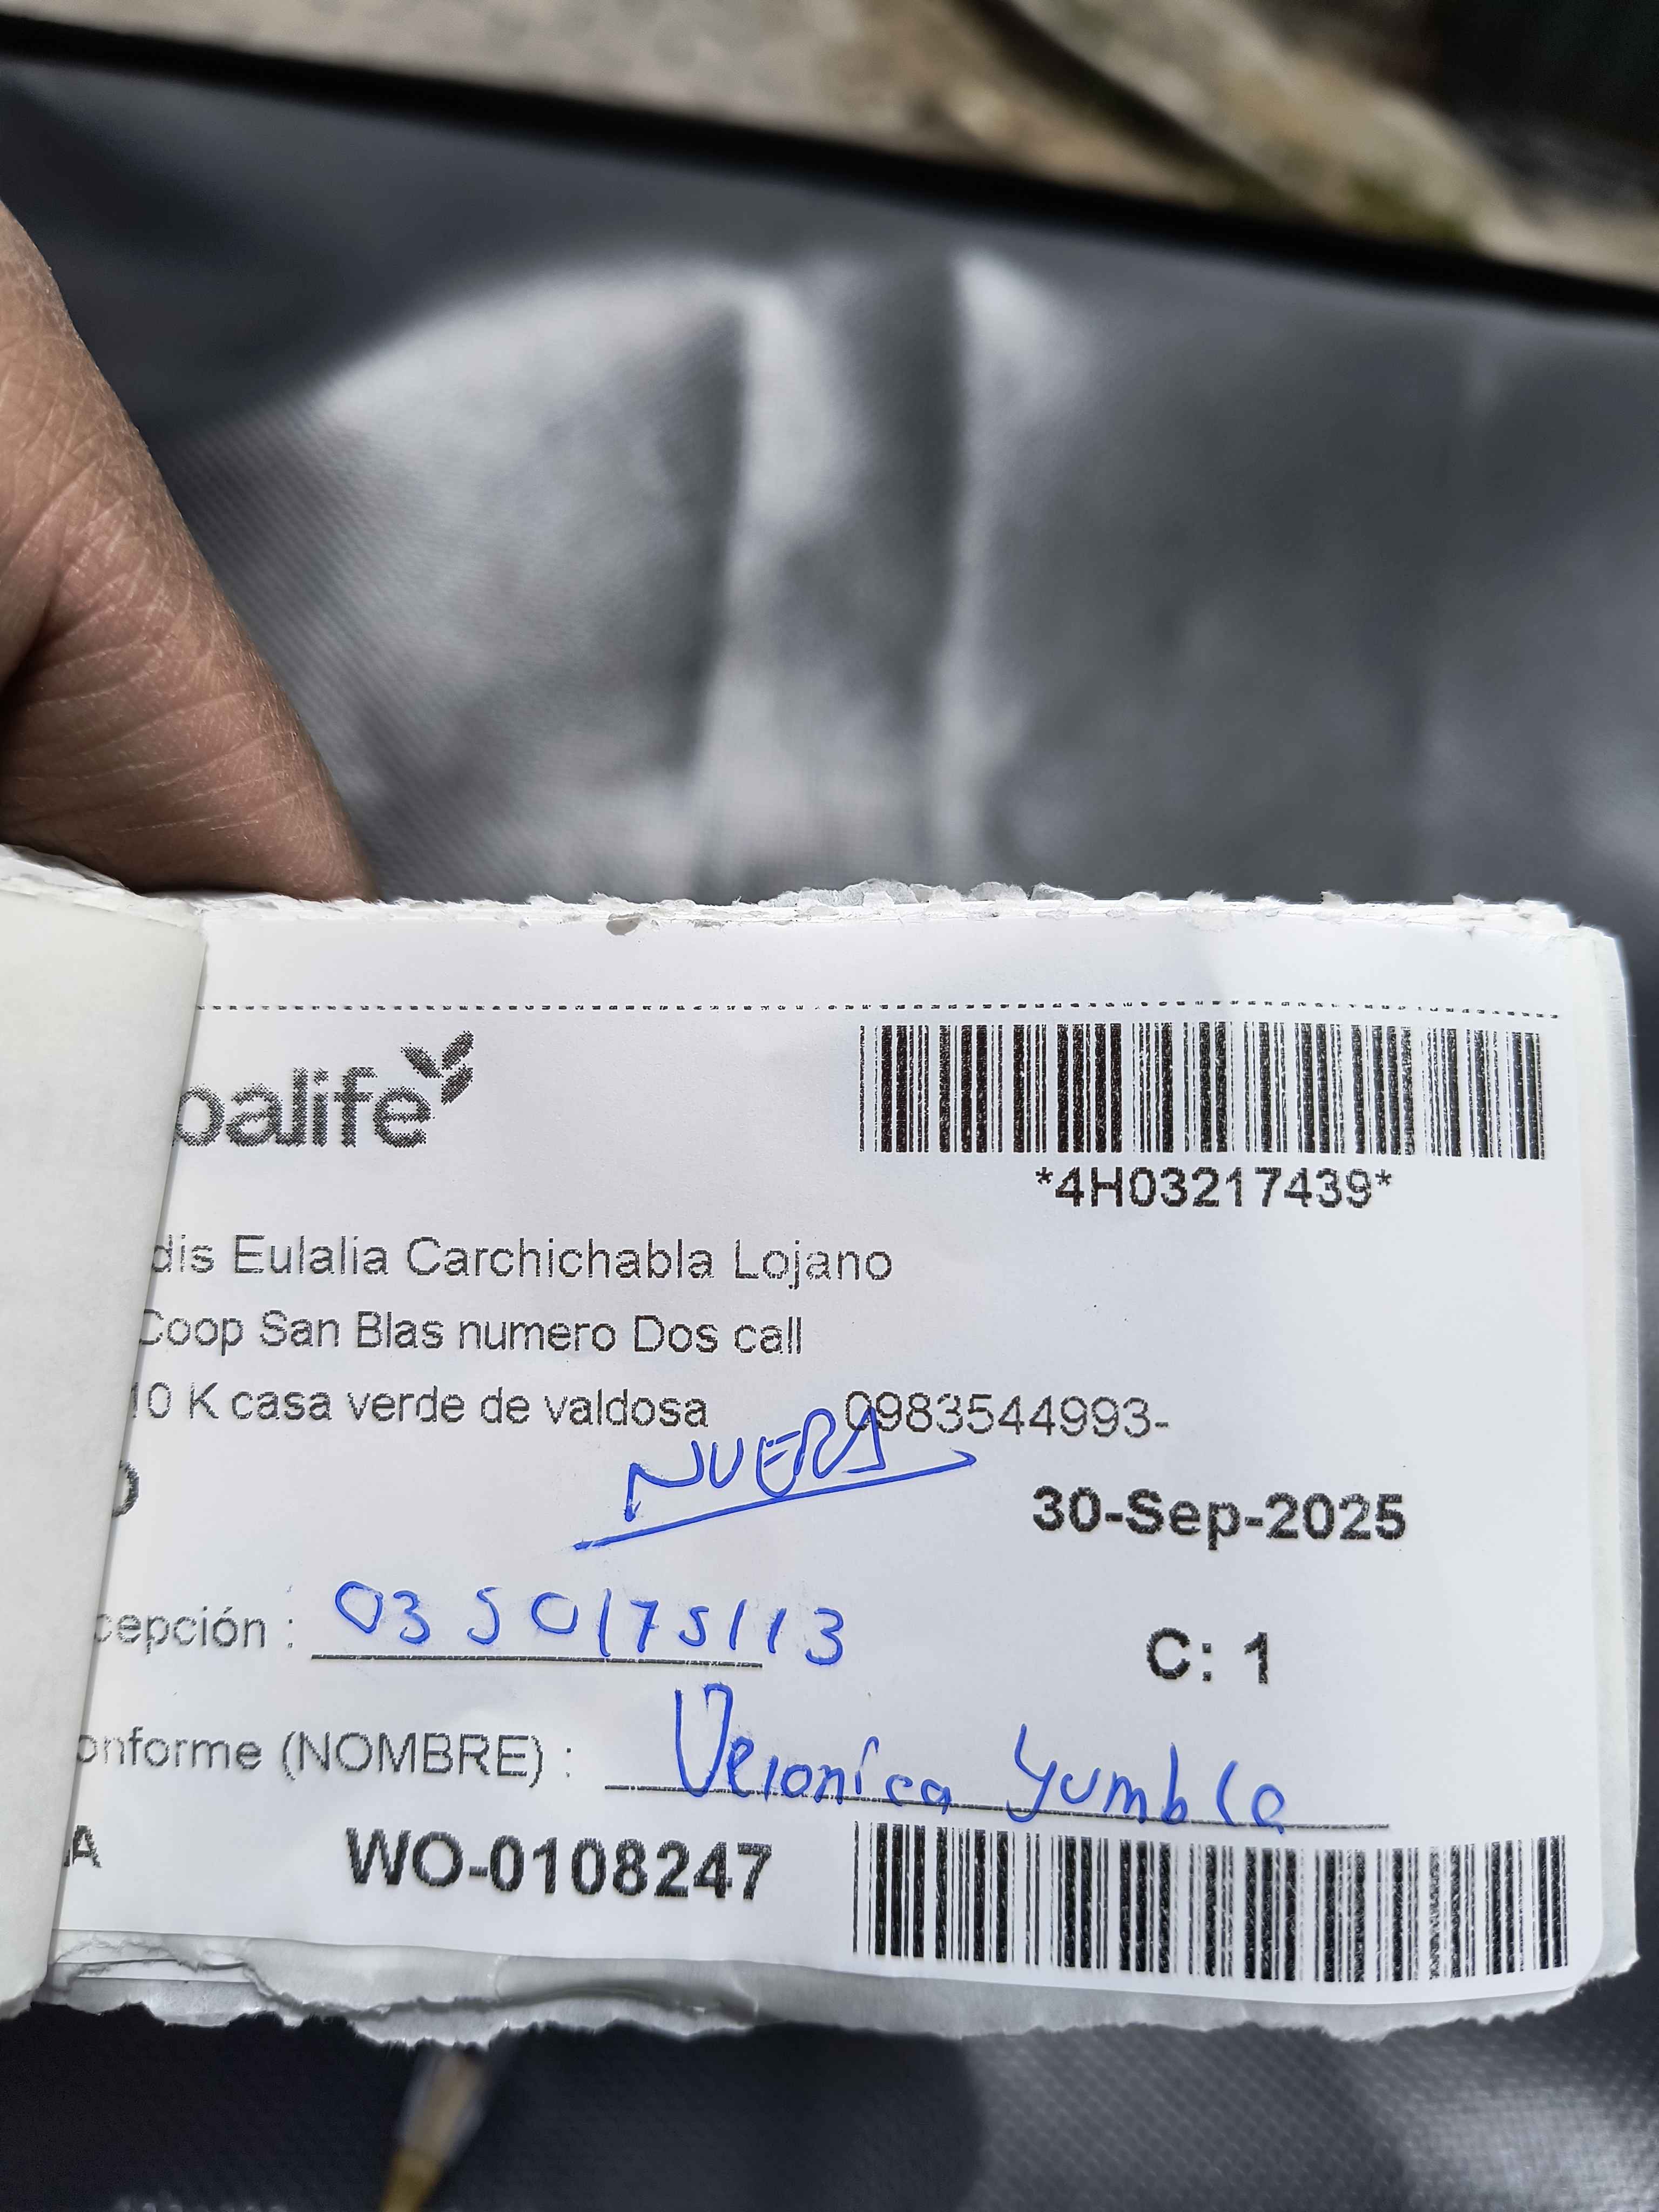 balife
*4H03217439*
dis Eulalia Carchichabla Lojano
Coop San Blas numero Dos call
10 K casa verde de valdosa 0983544993-
NUERA
O
30-Sep-2025
cepción : 0350175113
C: 1
onforme (NOMBRE) : Veronica Yumbla
A WO-0108247